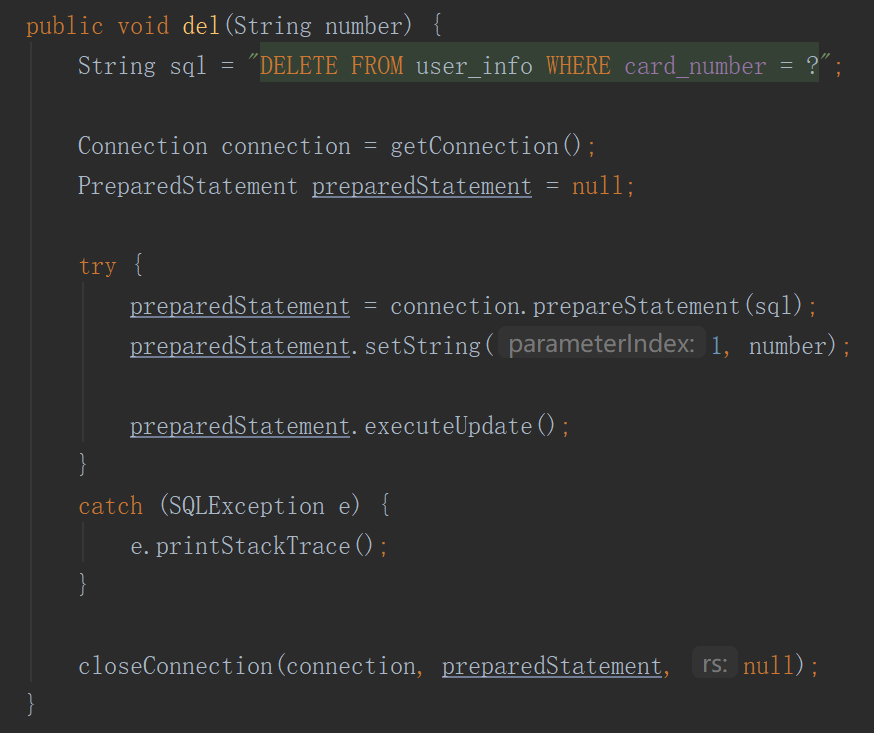 public void del(String number) {
String sql = "DELETE FROM user_info WHERE card_number = ?";
Connection connection = getConnection();
PreparedStatement preparedStatement = null;
try {
preparedStatement = connection.prepareStatement(sql);
preparedStatement.setString( parameterIndex: 1, number);
preparedStatement.executeUpdate();
}
catch (SQLException e) {
e.printStackTrace();
}
closeConnection(connection, preparedStatement, rs: null);
}